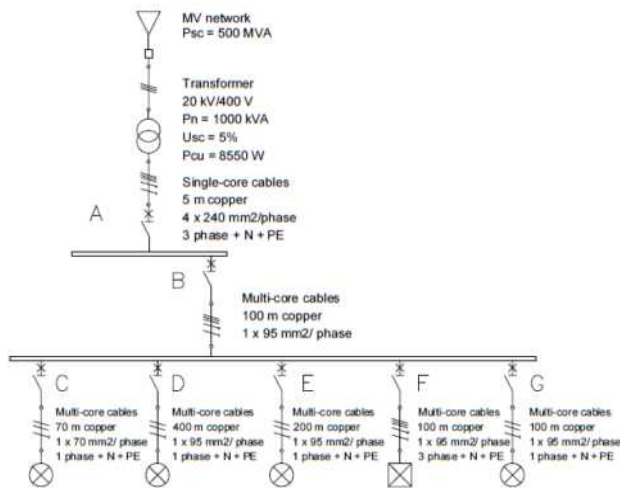 MV network
Psc = 500 MVA
Transformer
20 kV/400 V
Pn = 1000 kVA
Usc = 5%
Pcu = 8550 W
Single-core cables
5 m copper
4 x 240 mm2/phase
3 phase + N + PE
A
B
Multi-core cables
100 m copper
1 x 95 mm2/ phase
C
D
E
F
G
Multi-core cables
70 m copper
1 x 70 mm2/ phase
1 phase + N + PE
Multi-core cables
400 m copper
1 x 95 mm2/ phase
1 phase + N + PE
Multi-core cables
200 m copper
1 x 95 mm2/ phase
1 phase + N + PE
Multi-core cables
100 m copper
1 x 95 mm2/ phase
3 phase + N + PE
Multi-core cables
100 m copper
1 x 95 mm2/ phase
1 phase + N + PE